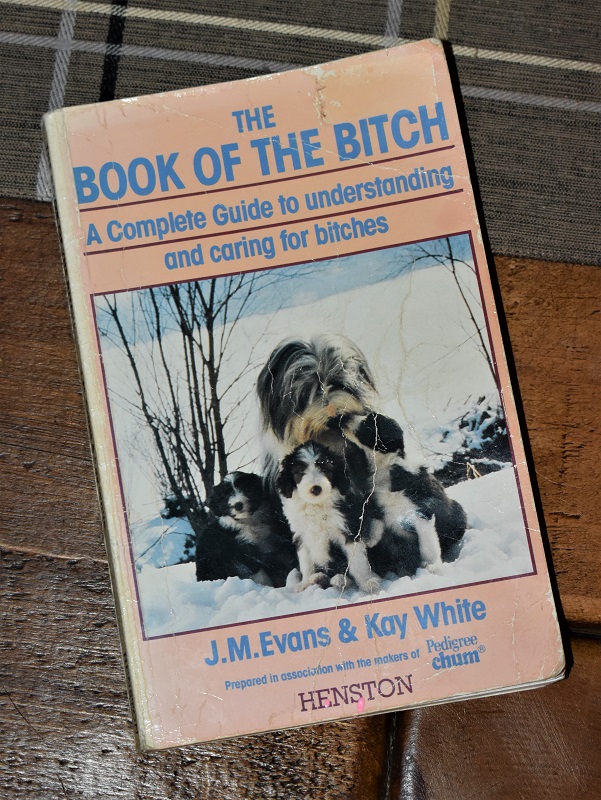 THE
BOOK OF THE BITCH
A Complete Guide to understanding
and caring for bitches
J.M.Evans & Kay White
Prepared in association with the makers of Pedigree chum®
HENSTON